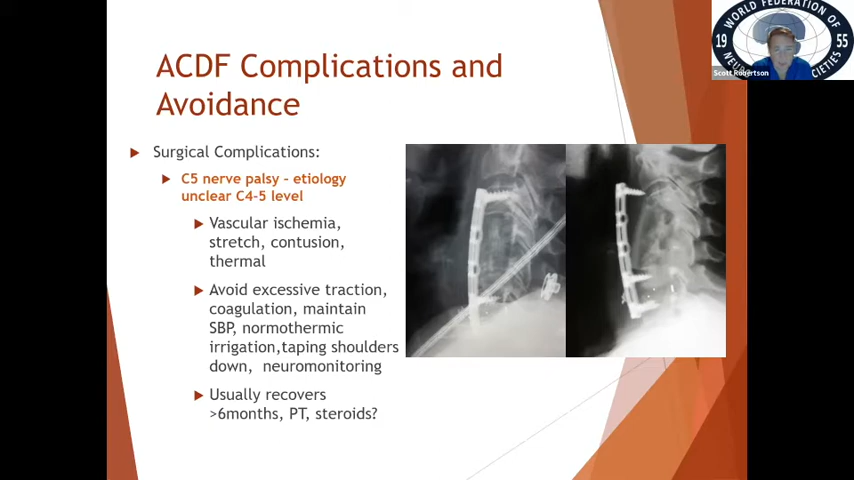 ACDF Complications and
Avoidance
Surgical Complications:
C5 nerve palsy – etiology
unclear C4-5 level
Vascular ischemia,
stretch, contusion,
thermal
Avoid excessive traction,
coagulation, maintain
SBP, normothermic
irrigation,taping shoulders
down, neuromonitoring
Usually recovers
>6months, PT, steroids?
WORLD FEDERATION OF
19 55
SOCIETIES
Scott Robertson